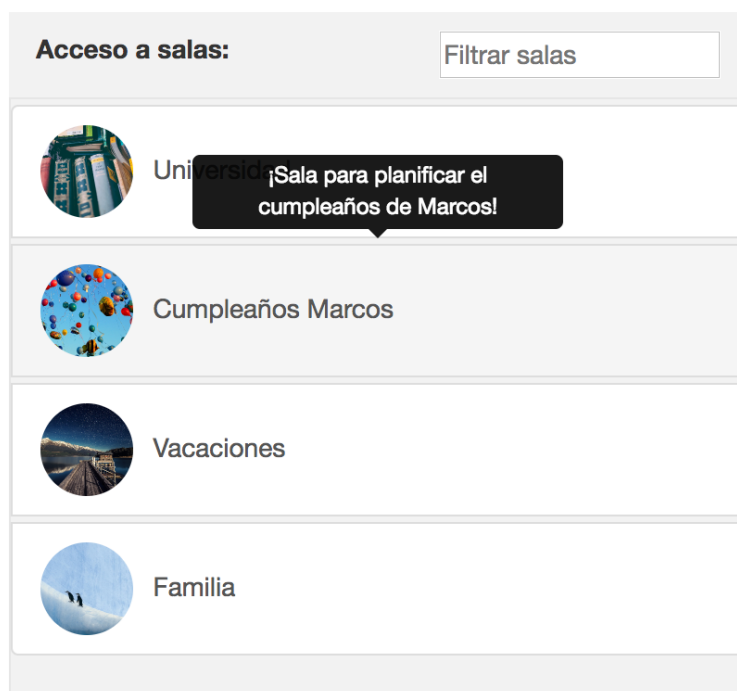 Acceso a salas:
Filtrar salas
Universidad
¡Sala para planificar el
cumpleaños de Marcos!
Cumpleaños Marcos
Vacaciones
Familia